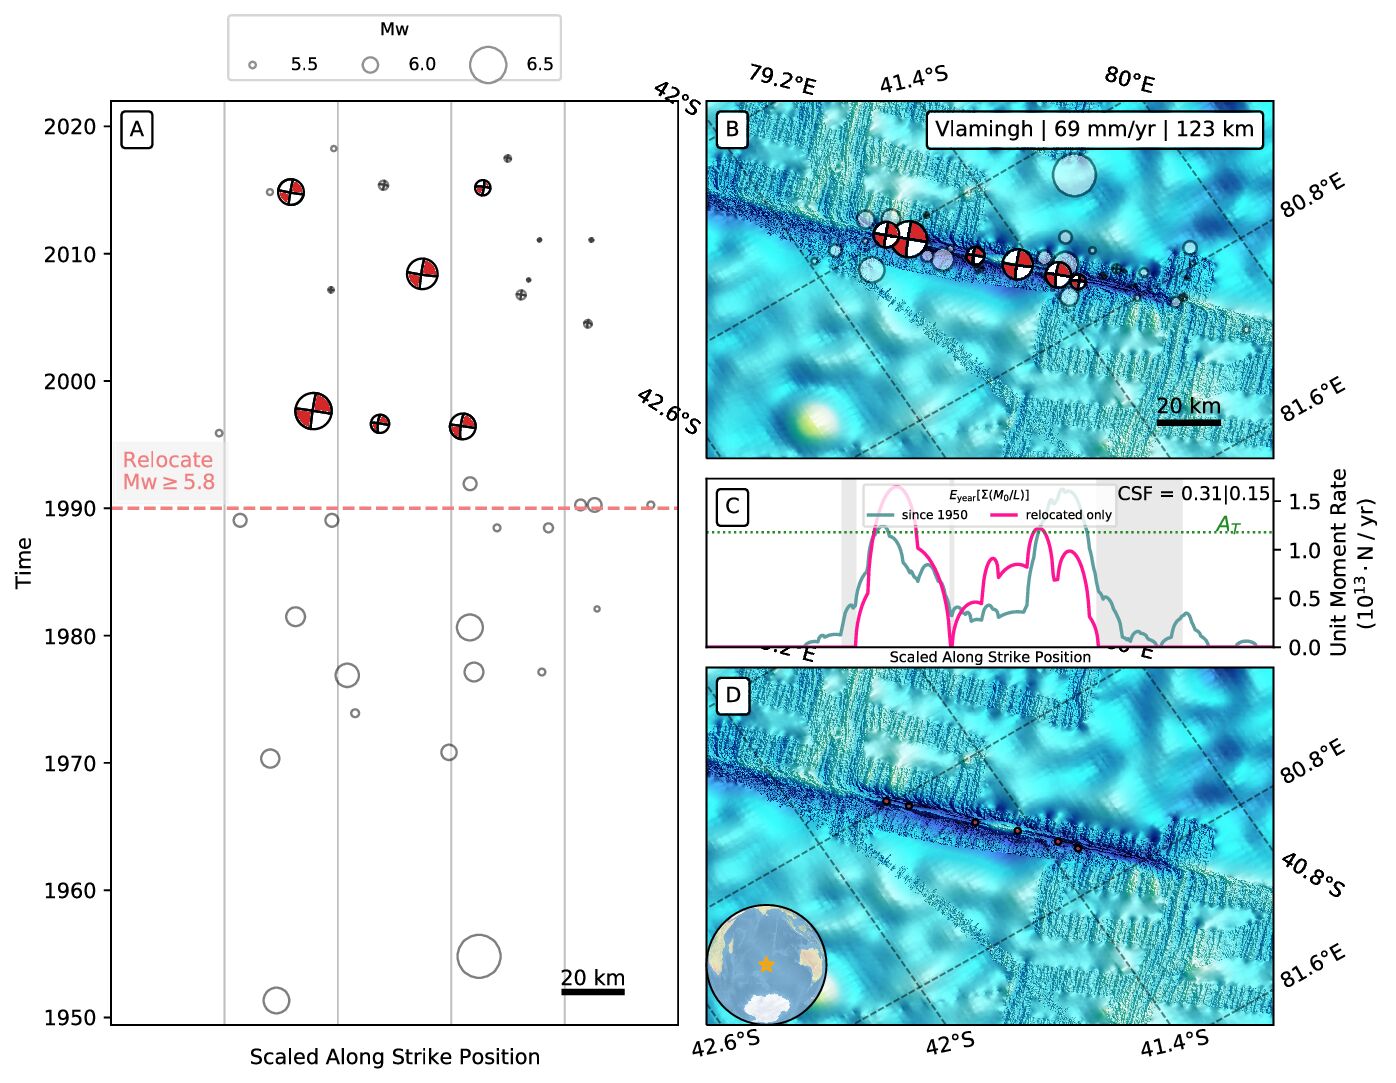 Mw
5.5 6.0 6.5
A
2020
2010
2000
1990
1980
1970
1960
1950
Time
Relocate
Mw ≥ 5.8
20 km
Scaled Along Strike Position
79.2°E 41.4°S 80°E
42°S
42.6°S
B
Vlamingh | 69 mm/yr | 123 km
80.8°E
81.6°E
20 km
C
E_year[Σ(M_0/L)]
since 1950 relocated only
CSF = 0.31|0.15
A_T
1.5
1.0
0.5
0.0
Unit Moment Rate
(10^13 · N / yr)
Scaled Along Strike Position
D
80.8°E
40.8°S
81.6°E
42.6°S 42°S 41.4°S